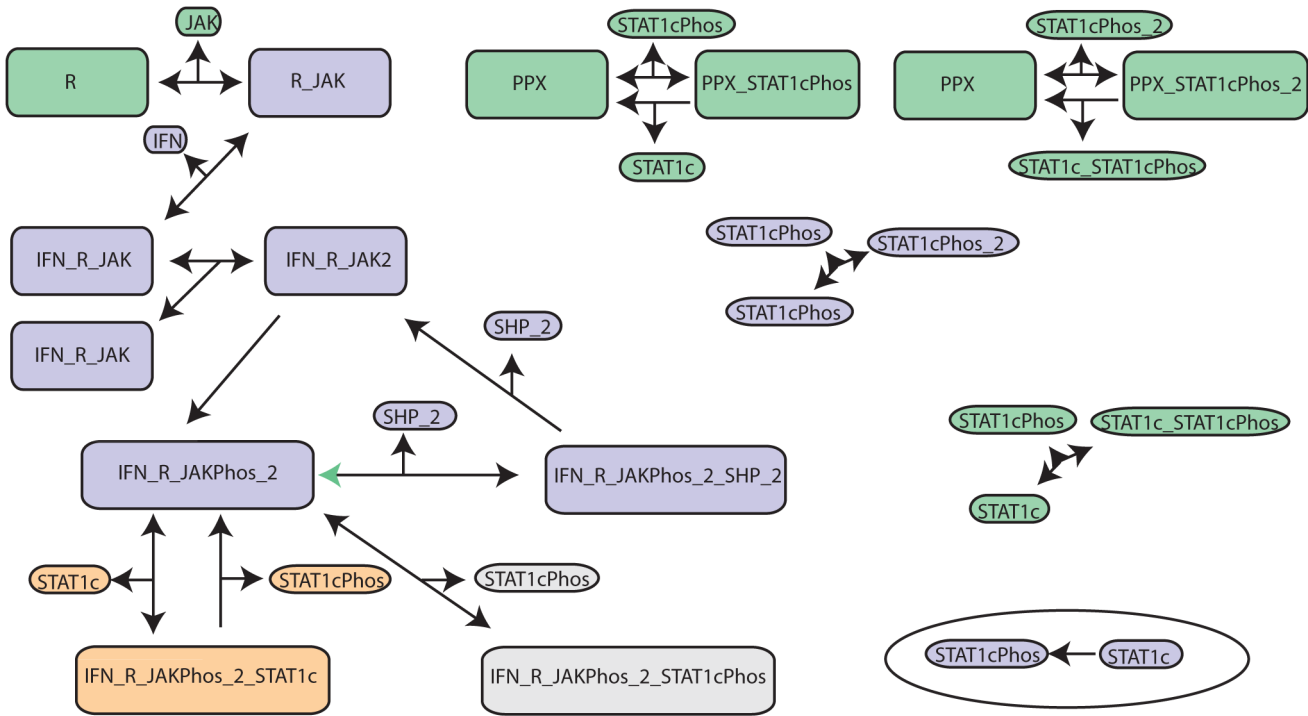 JAK
STAT1cPhos
STAT1cPhos_2
R
R_JAK
PPX
PPX_STAT1cPhos
PPX
PPX_STAT1cPhos_2
IFN
STAT1c
STAT1c_STAT1cPhos
IFN_R_JAK
IFN_R_JAK2
STAT1cPhos
STAT1cPhos_2
STAT1cPhos
IFN_R_JAK
SHP_2
SHP_2
STAT1cPhos
STAT1c_STAT1cPhos
IFN_R_JAKPhos_2
IFN_R_JAKPhos_2_SHP_2
STAT1c
STAT1c
STAT1cPhos
STAT1cPhos
IFN_R_JAKPhos_2_STAT1c
IFN_R_JAKPhos_2_STAT1cPhos
STAT1cPhos
STAT1c